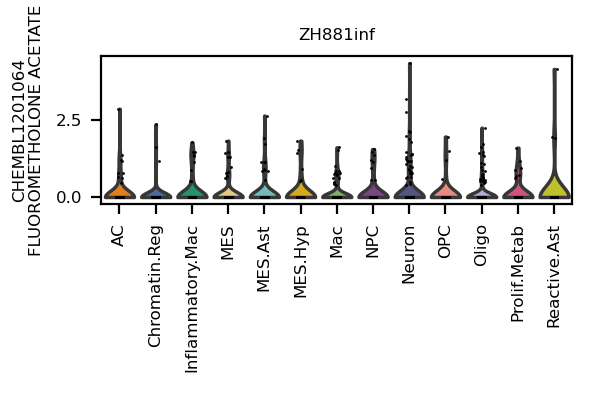 ZH881inf
CHEMBL1201064
FLUOROMETHOLONE ACETATE
2.5
0.0
AC
Chromatin.Reg
Inflammatory.Mac
MES
MES.Ast
MES.Hyp
Mac
NPC
Neuron
OPC
Oligo
Prolif.Metab
Reactive.Ast